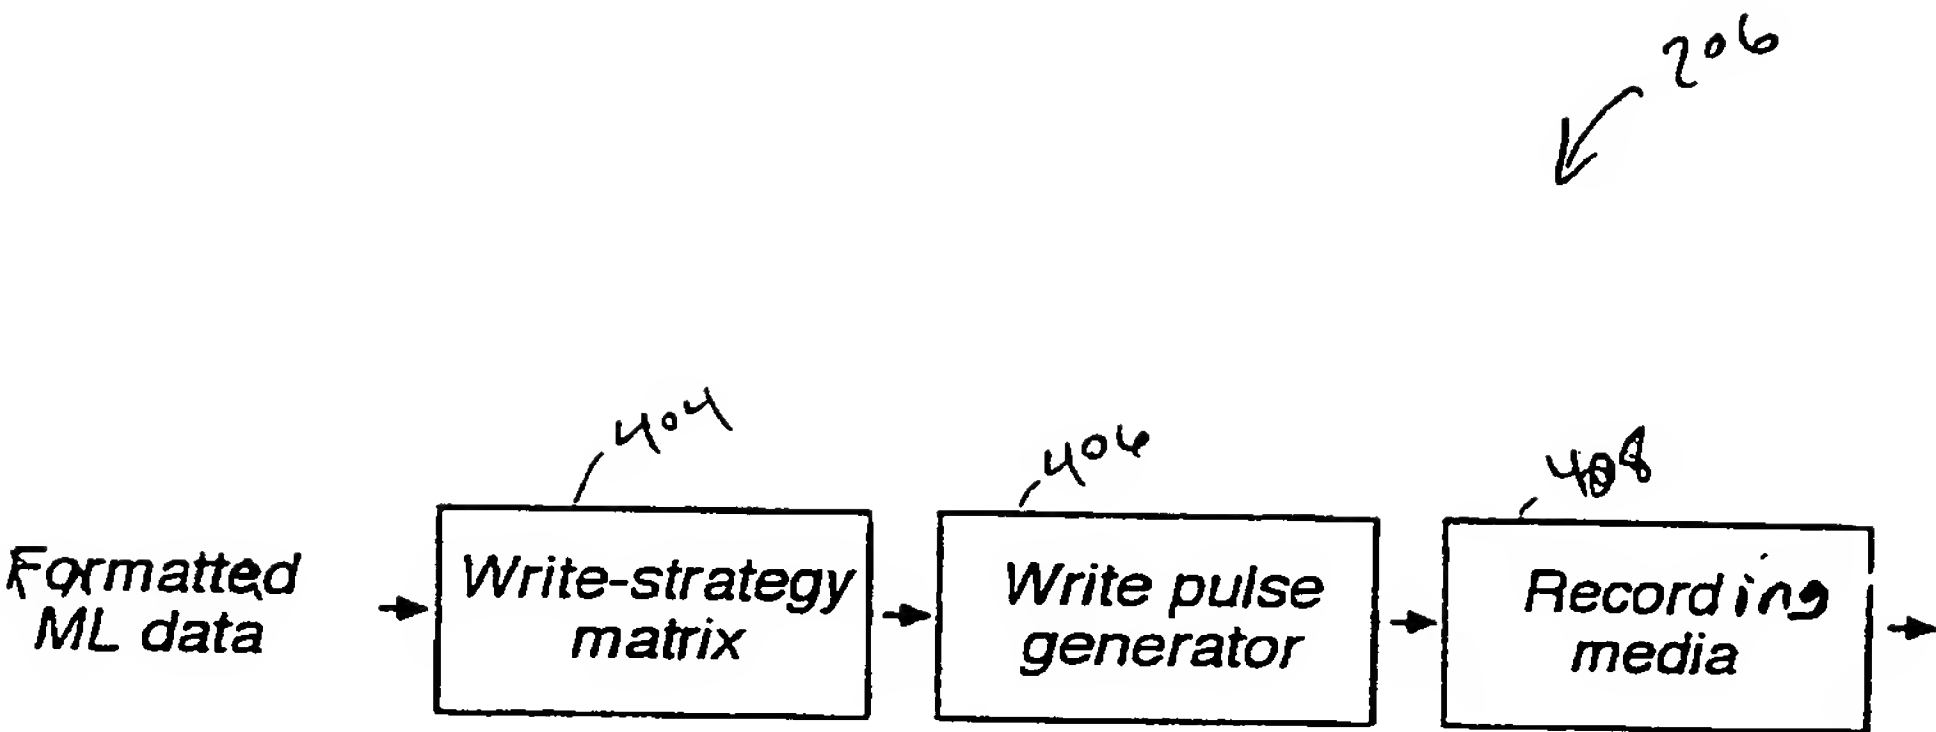 206
404
406
408
Formatted
ML data
Write-strategy
matrix
Write pulse
generator
Recording
media